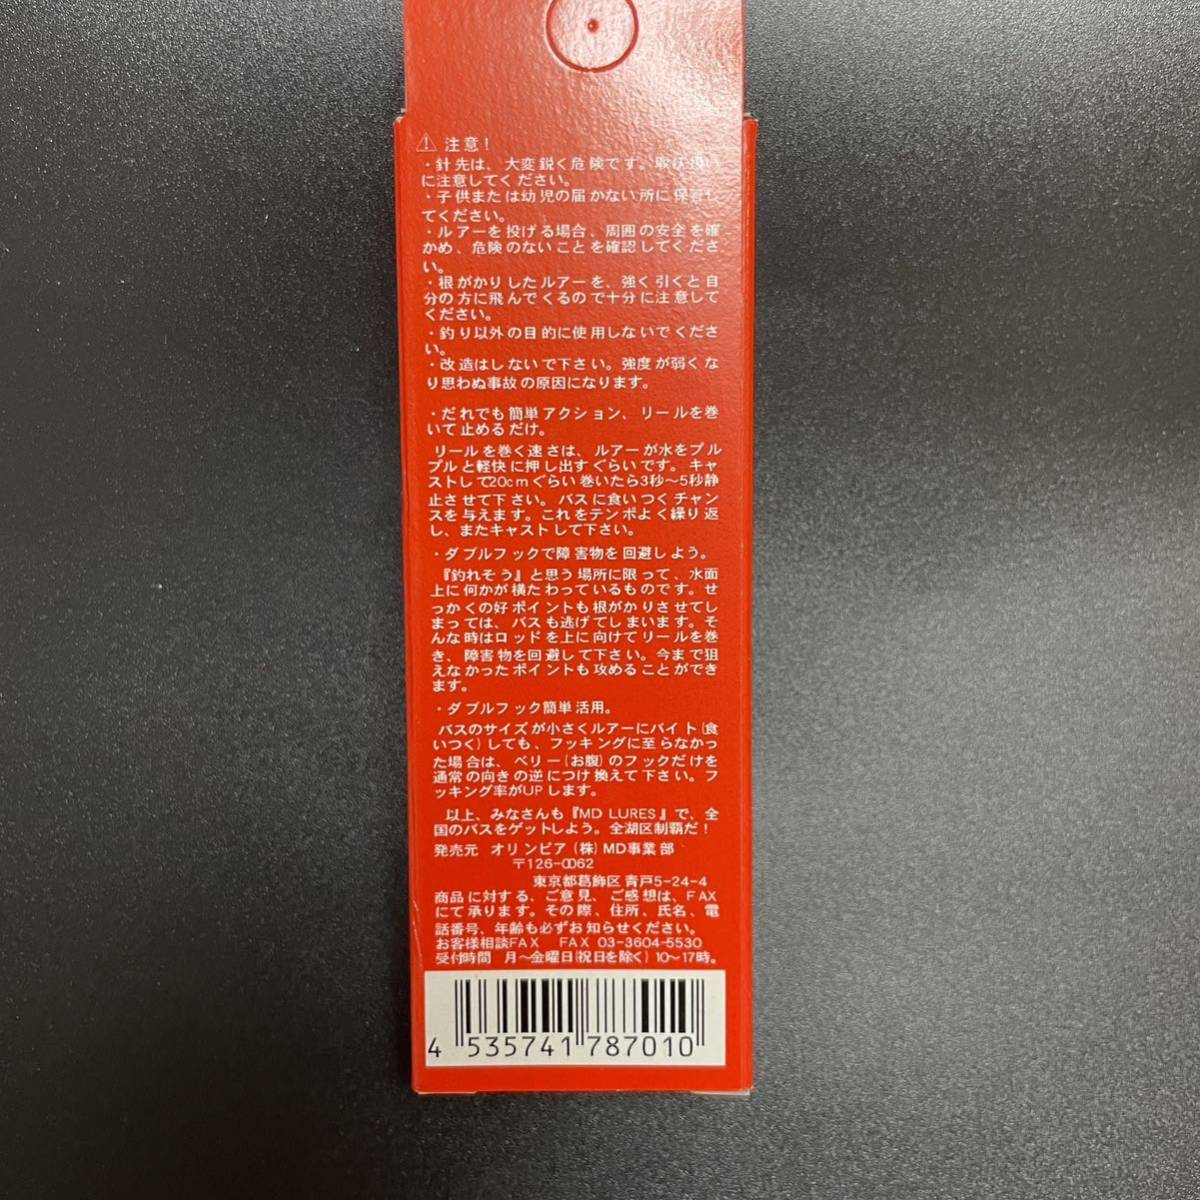 ⚠ 注意！
・針先は、大変鋭く危険です。取り扱い
に注意してください。
・子供または幼児の届かない所に保管し
てください。
・ルアーを投げる場合、周囲の安全を確
かめ、危険のないことを確認してくださ
い。
・根がかりしたルアーを、強く引くと自
分の方に飛んでくるので十分に注意して
ください。
・釣り以外の目的に使用しないでくださ
い。
・改造はしないで下さい。強度が弱くな
り思わぬ事故の原因になります。
・だれでも簡単アクション、リールを巻
いて止めるだけ。
リールを巻く速さは、ルアーが水をプル
プルと軽快に押し出すぐらいです。キャ
ストして20cmぐらい巻いたら3秒～5秒静
止させて下さい。バスに食いつくチャン
スを与えます。これをテンポよく繰り返
し、またキャストして下さい。
・ダブルフックで障害物を回避しよう。
『釣れそう』と思う場所に限って、水面
上に何かが横たわっているものです。せ
っかくの好ポイントも根がかりさせてし
まっては、バスも逃げてしまいます。そ
んな時はロッドを上に向けてリールを巻
き、障害物を回避して下さい。今まで狙
えなかったポイントも攻めることができ
ます。
・ダブルフック簡単活用。
バスのサイズが小さくルアーにバイト(食
いつく)しても、フッキングに至らなかっ
た場合は、ベリー(お腹)のフックだけを
通常の向きの逆につけ換えて下さい。フ
ッキング率がUPします。
以上、みなさんも『MD LURES』で、全
国のバスをゲットしよう。全湖区制覇だ！
発売元 オリンピア(株)MD事業部
〒126-0062
東京都葛飾区青戸5-24-4
商品に対する、ご意見、ご感想は、FAX
にて承ります。その際、住所、氏名、電
話番号、年齢も必ずお知らせください。
お客様相談FAX FAX 03-3604-5530
受付時間 月～金曜日(祝日を除く)10～17時。
4 535741 787010